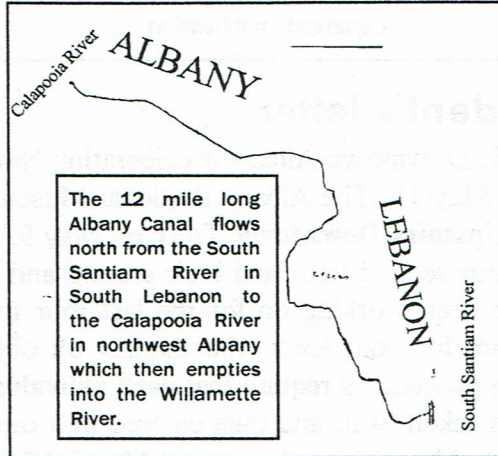 Calapooia River
ALBANY
The 12 mile long
Albany Canal flows
north from the South
Santiam River in
South Lebanon to
the Calapooia River
in northwest Albany
which then empties
into the Willamette
River.
LEBANON
South Santiam River